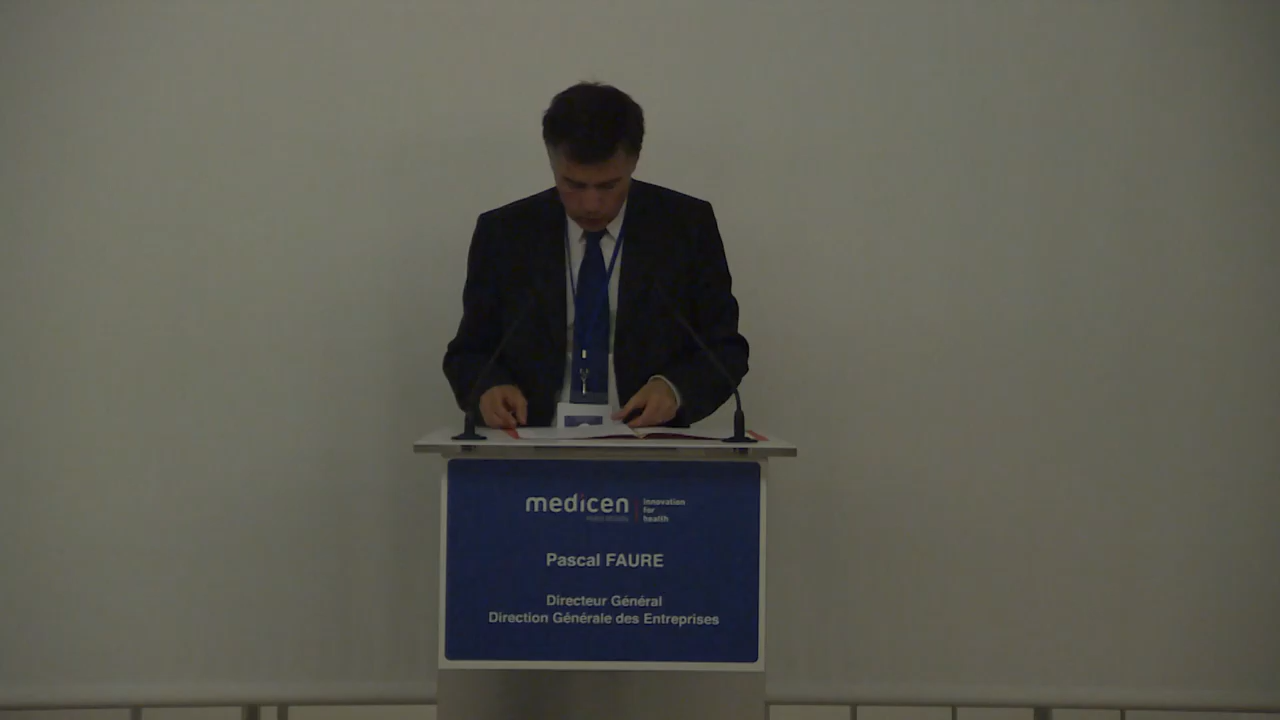 medicen
innovation
for
health
Pascal FAURE
Directeur Général
Direction Générale des Entreprises